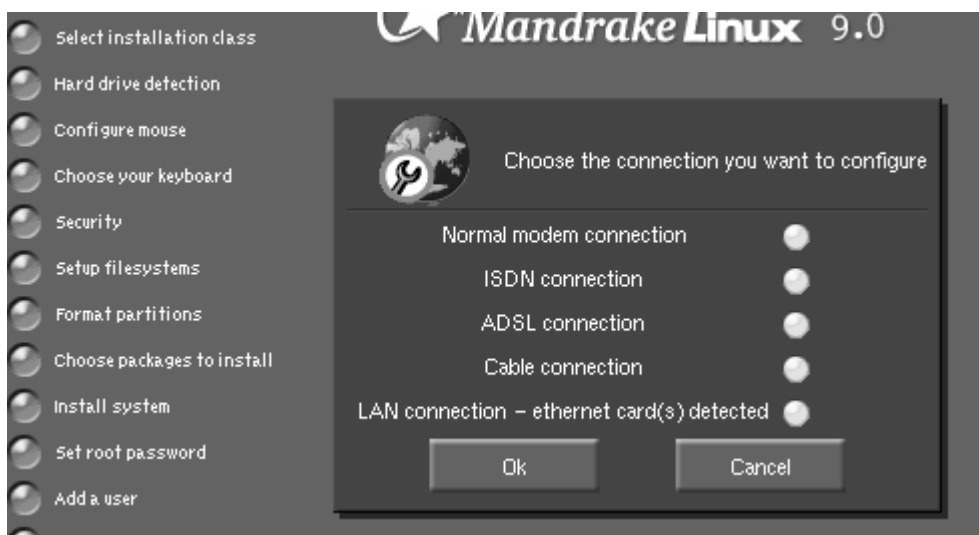 Mandrake Linux 9.0
Select installation class
Hard drive detection
Configure mouse
Choose your keyboard
Security
Setup filesystems
Format partitions
Choose packages to install
Install system
Set root password
Add a user
Choose the connection you want to configure
Normal modem connection
ISDN connection
ADSL connection
Cable connection
LAN connection – ethernet card(s) detected
Ok
Cancel